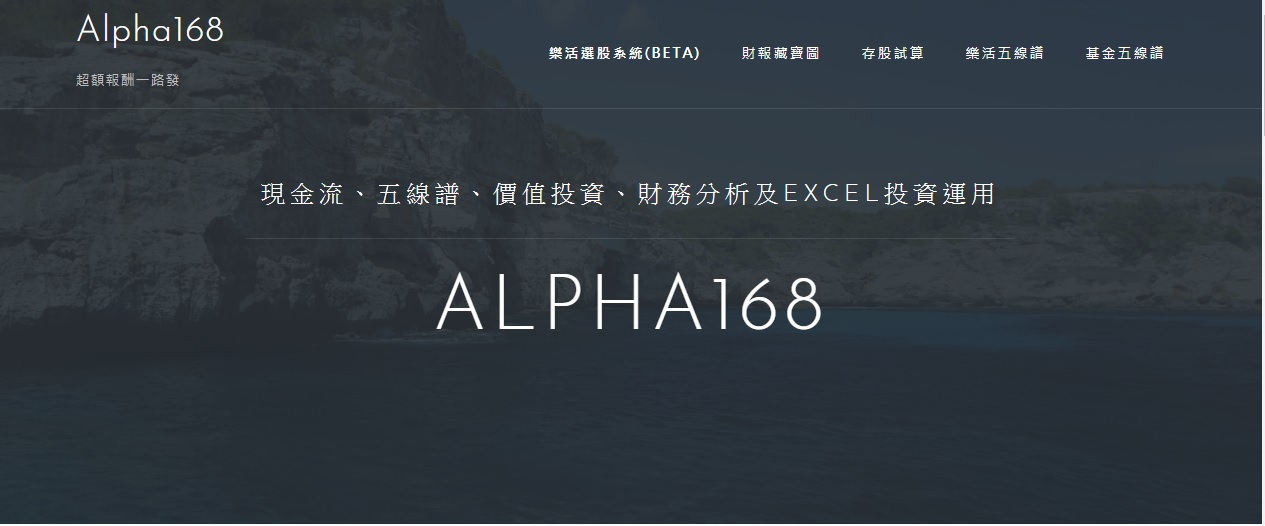 Alpha168
超額報酬一路發
樂活選股系統(BETA) 財報藏寶圖 存股試算 樂活五線譜 基金五線譜
現金流、五線譜、價值投資、財務分析及EXCEL投資運用
ALPHA168